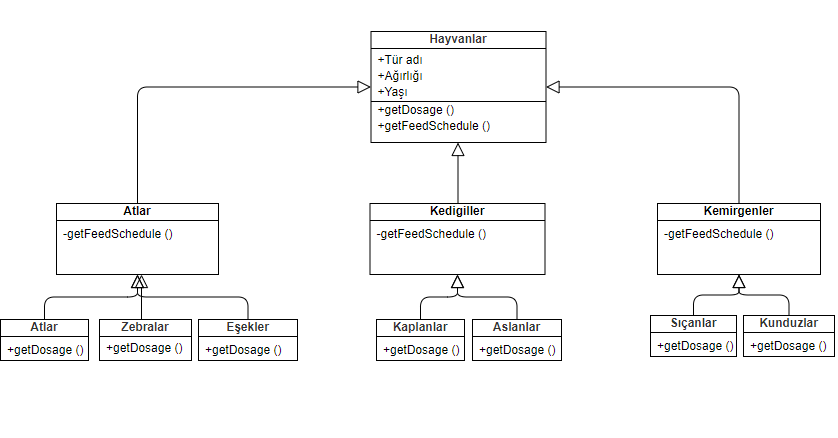 Hayvanlar
+Tür adı
+Ağırlığı
+Yaşı
+getDosage ()
+getFeedSchedule ()
Atlar
-getFeedSchedule ()
Kedigiller
-getFeedSchedule ()
Kemirgenler
-getFeedSchedule ()
Atlar
+getDosage ()
Zebralar
+getDosage ()
Eşekler
+getDosage ()
Kaplanlar
+getDosage ()
Aslanlar
+getDosage ()
Sıçanlar
+getDosage ()
Kunduzlar
+getDosage ()